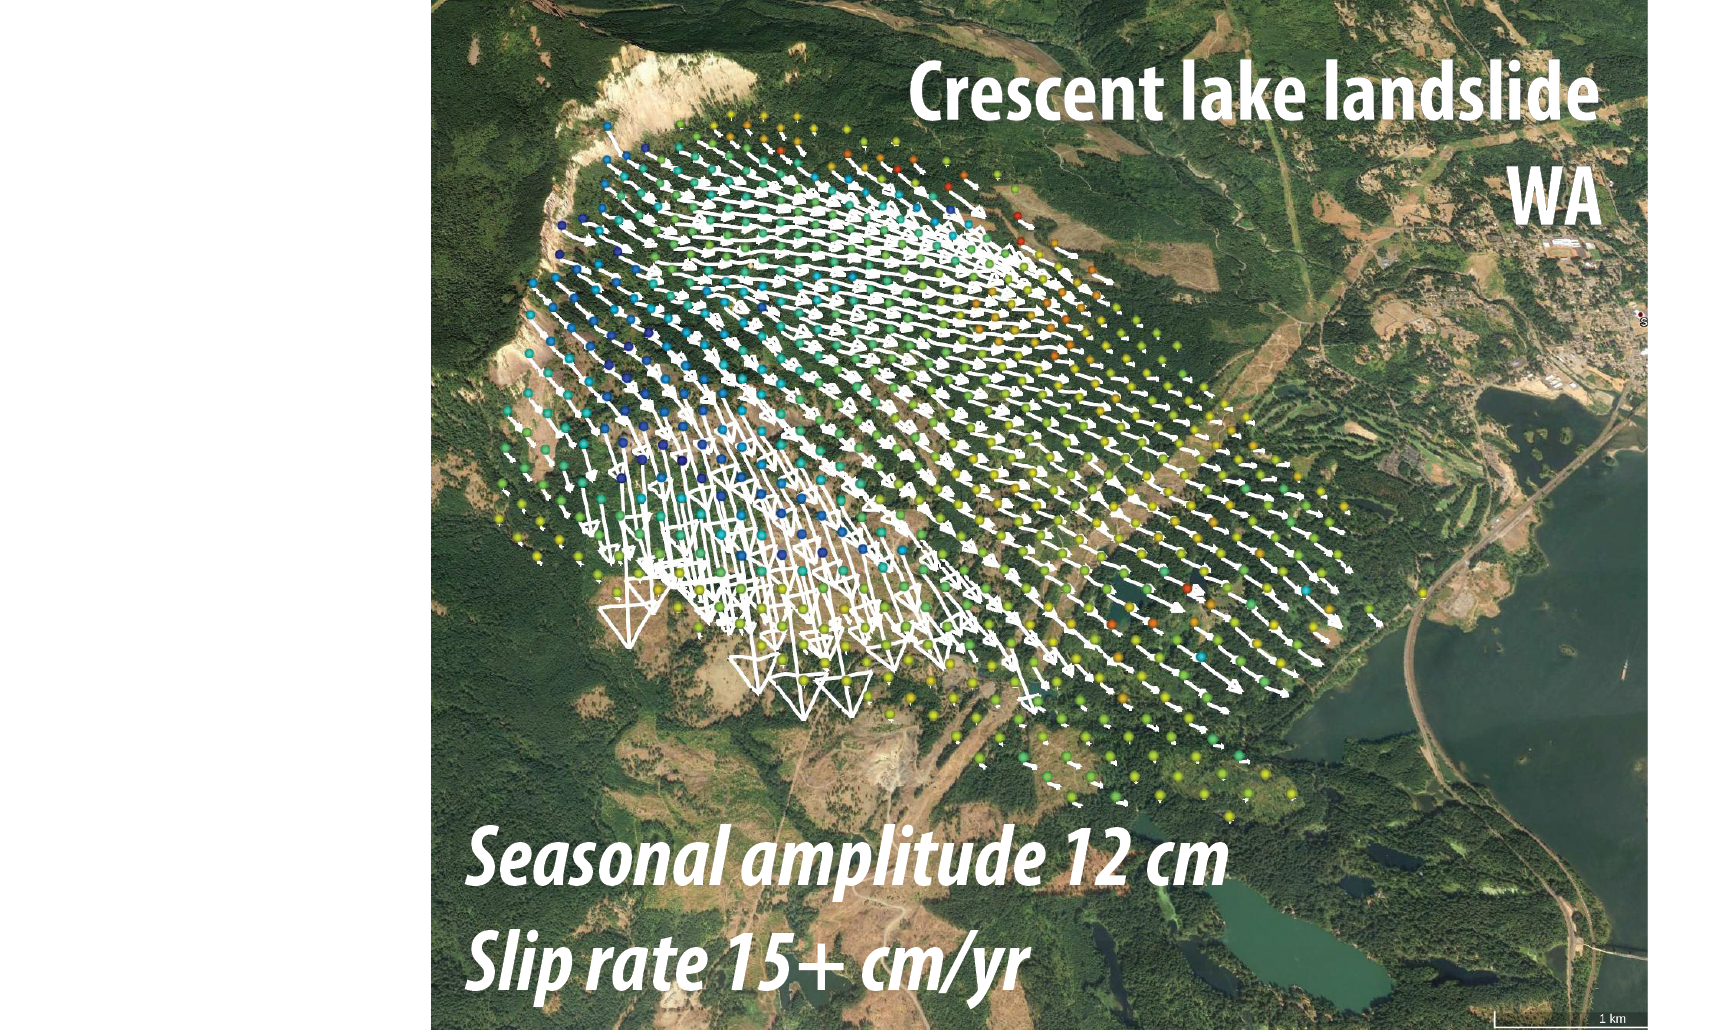 Crescent lake landslide
WA
S
Seasonal amplitude 12 cm
Slip rate 15+ cm/yr
1 km